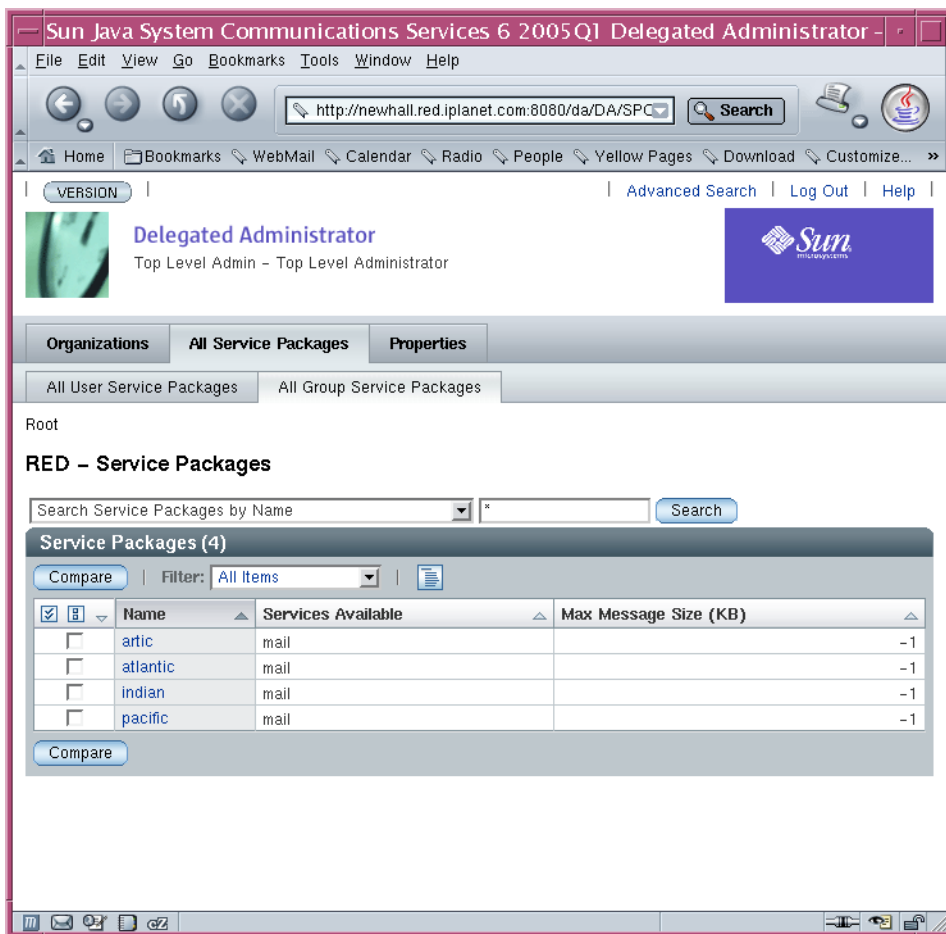 Sun Java System Communications Services 6 2005Q1 Delegated Administrator -
File Edit View Go Bookmarks Tools Window Help
http://newhall.red.iplanet.com:8080/da/DA/SPC Search
Home Bookmarks WebMail Calendar Radio People Yellow Pages Download Customize... »
VERSION Advanced Search Log Out Help
Delegated Administrator
Top Level Admin – Top Level Administrator
Sun
microsystems
Organizations All Service Packages Properties
All User Service Packages All Group Service Packages
Root
RED – Service Packages
Search Service Packages by Name * Search
Service Packages (4)
Compare Filter: All Items
Name Services Available Max Message Size (KB)
artic mail -1
atlantic mail -1
indian mail -1
pacific mail -1
Compare